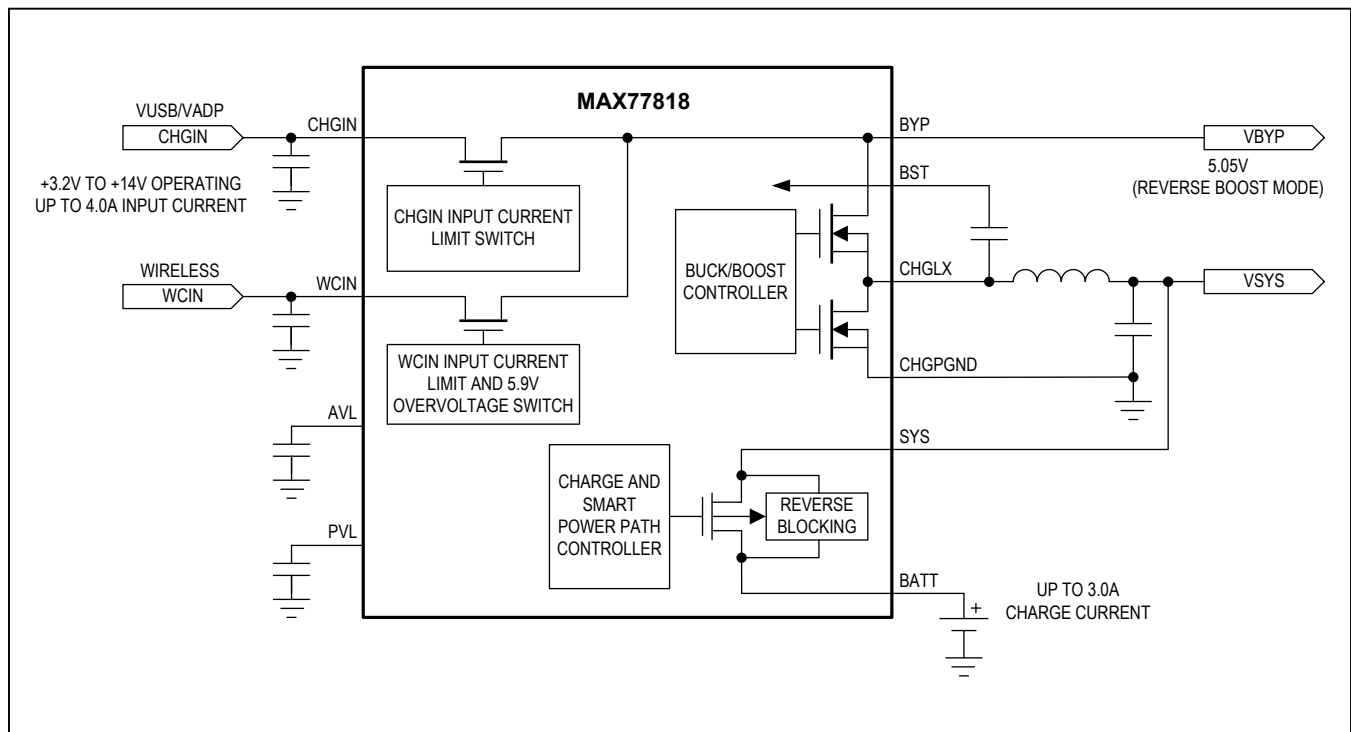 MAX77818
VUSB/VADP
CHGIN
CHGIN
+3.2V TO +14V OPERATING
UP TO 4.0A INPUT CURRENT
CHGIN INPUT CURRENT
LIMIT SWITCH
WIRELESS
WCIN
WCIN
WCIN INPUT CURRENT
LIMIT AND 5.9V
OVERVOLTAGE SWITCH
AVL
PVL
BUCK/BOOST
CONTROLLER
BYP
VBYP
5.05V
(REVERSE BOOST MODE)
BST
CHGLX
VSYS
CHGPGND
SYS
CHARGE AND
SMART
POWER PATH
CONTROLLER
REVERSE
BLOCKING
BATT
+
UP TO 3.0A
CHARGE CURRENT